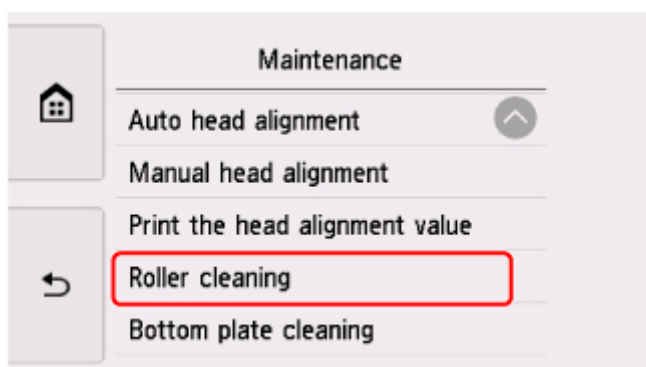 Maintenance
Auto head alignment
Manual head alignment
Print the head alignment value
Roller cleaning
Bottom plate cleaning